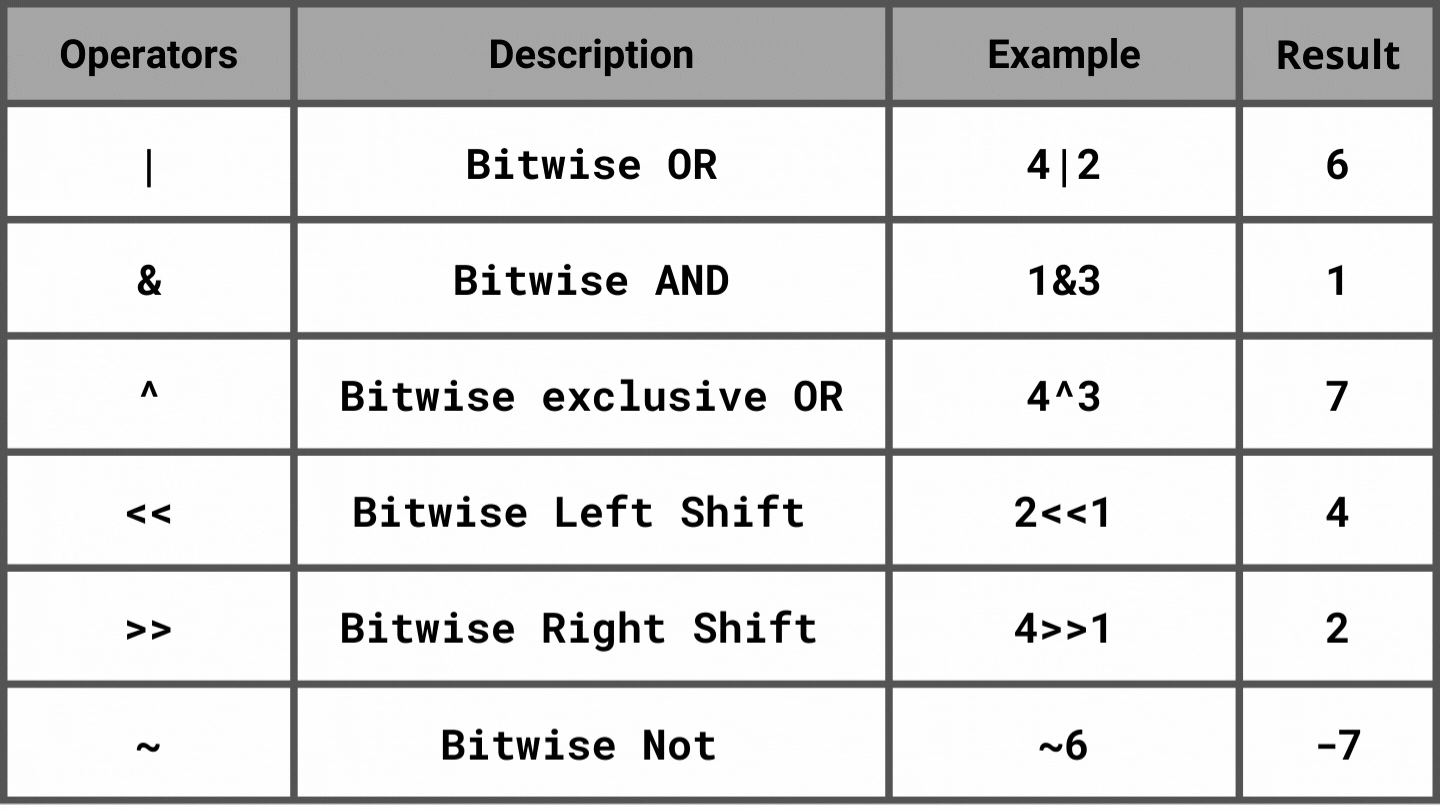 Operators Description Example Result
| Bitwise OR 4|2 6
& Bitwise AND 1&3 1
^ Bitwise exclusive OR 4^3 7
<< Bitwise Left Shift 2<<1 4
>> Bitwise Right Shift 4>>1 2
~ Bitwise Not ~6 -7